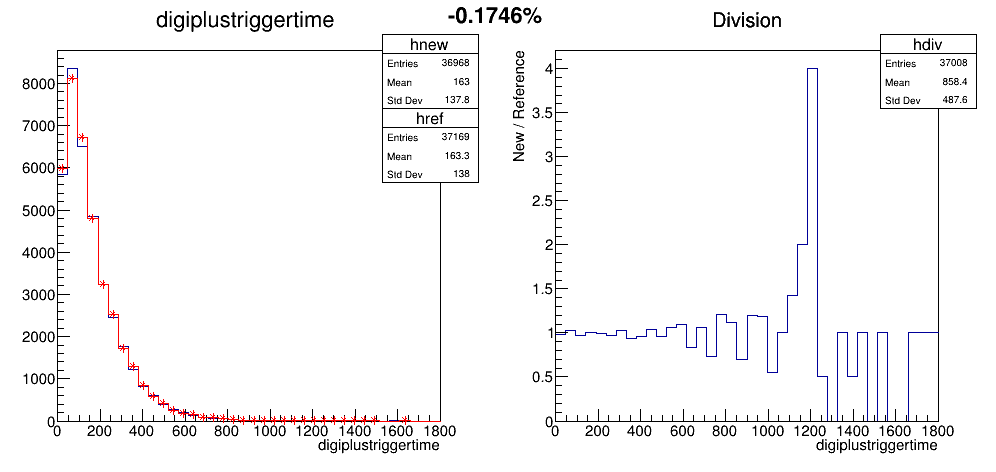 digiplustriggertime
-0.1746%
Division
hnew
Entries 36968
Mean 163
Std Dev 137.8
href
Entries 37169
Mean 163.3
Std Dev 138
8000
7000
6000
5000
4000
3000
2000
1000
0
0 200 400 600 800 1000 1200 1400 1600 1800
digiplustriggertime
hdiv
Entries 37008
Mean 858.4
Std Dev 487.6
New / Reference
4
3.5
3
2.5
2
1.5
1
0.5
0
0 200 400 600 800 1000 1200 1400 1600 1800
digiplustriggertime